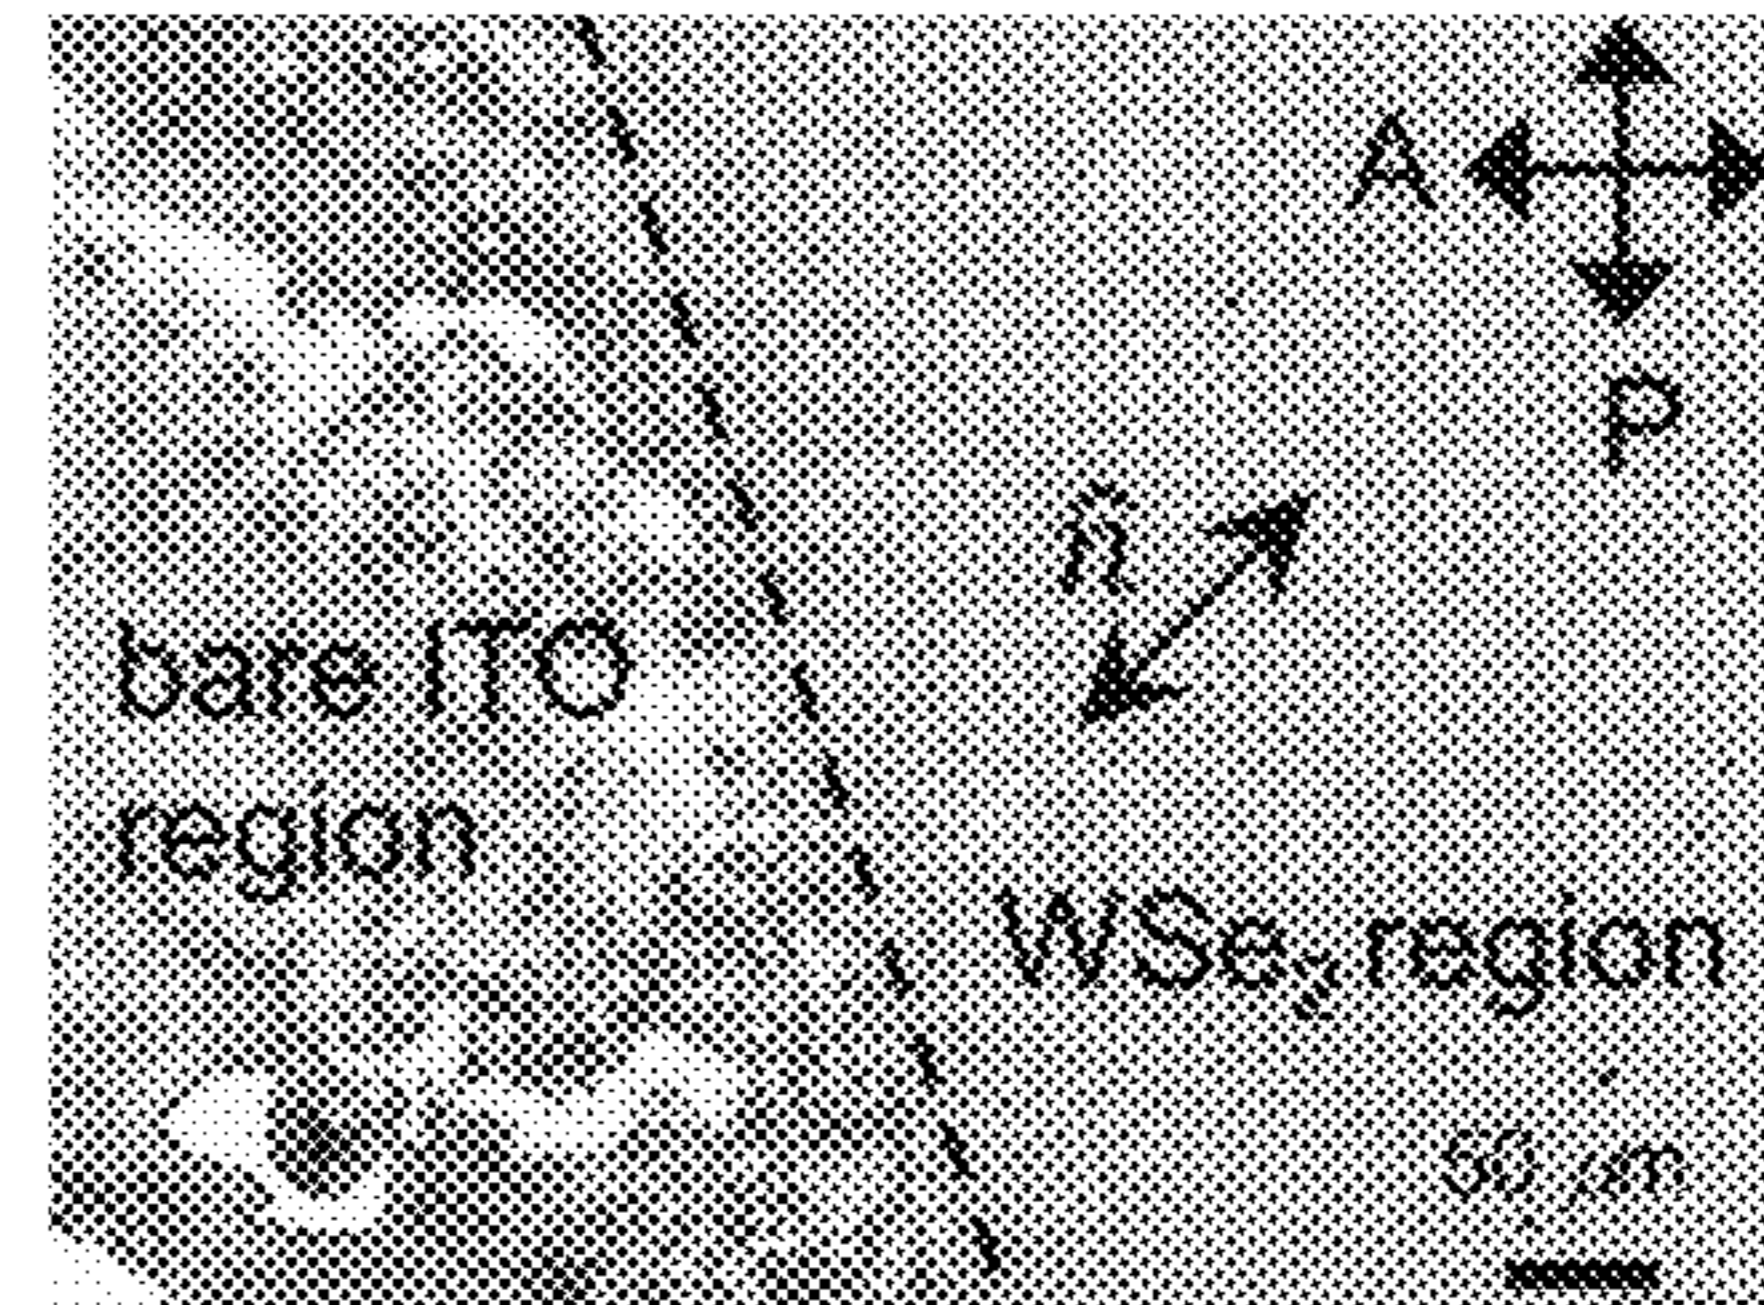 A
P
n̂
bare ITO
region
WSe₂ region